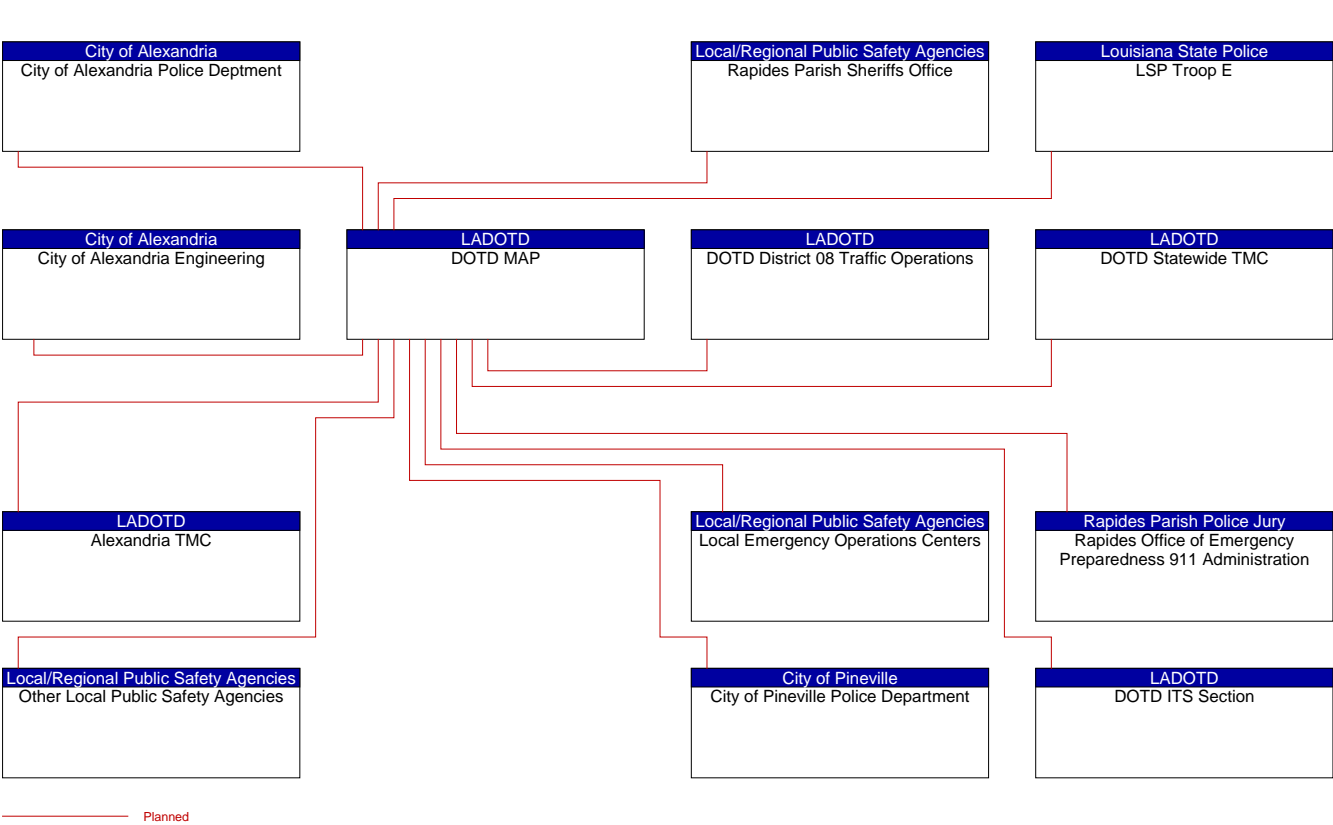 City of Alexandria
City of Alexandria Police Deptment
Local/Regional Public Safety Agencies
Rapides Parish Sheriffs Office
Louisiana State Police
LSP Troop E
City of Alexandria
City of Alexandria Engineering
LADOTD
DOTD MAP
LADOTD
DOTD District 08 Traffic Operations
LADOTD
DOTD Statewide TMC
LADOTD
Alexandria TMC
Local/Regional Public Safety Agencies
Local Emergency Operations Centers
Rapides Parish Police Jury
Rapides Office of Emergency
Preparedness 911 Administration
Local/Regional Public Safety Agencies
Other Local Public Safety Agencies
City of Pineville
City of Pineville Police Department
LADOTD
DOTD ITS Section
Planned